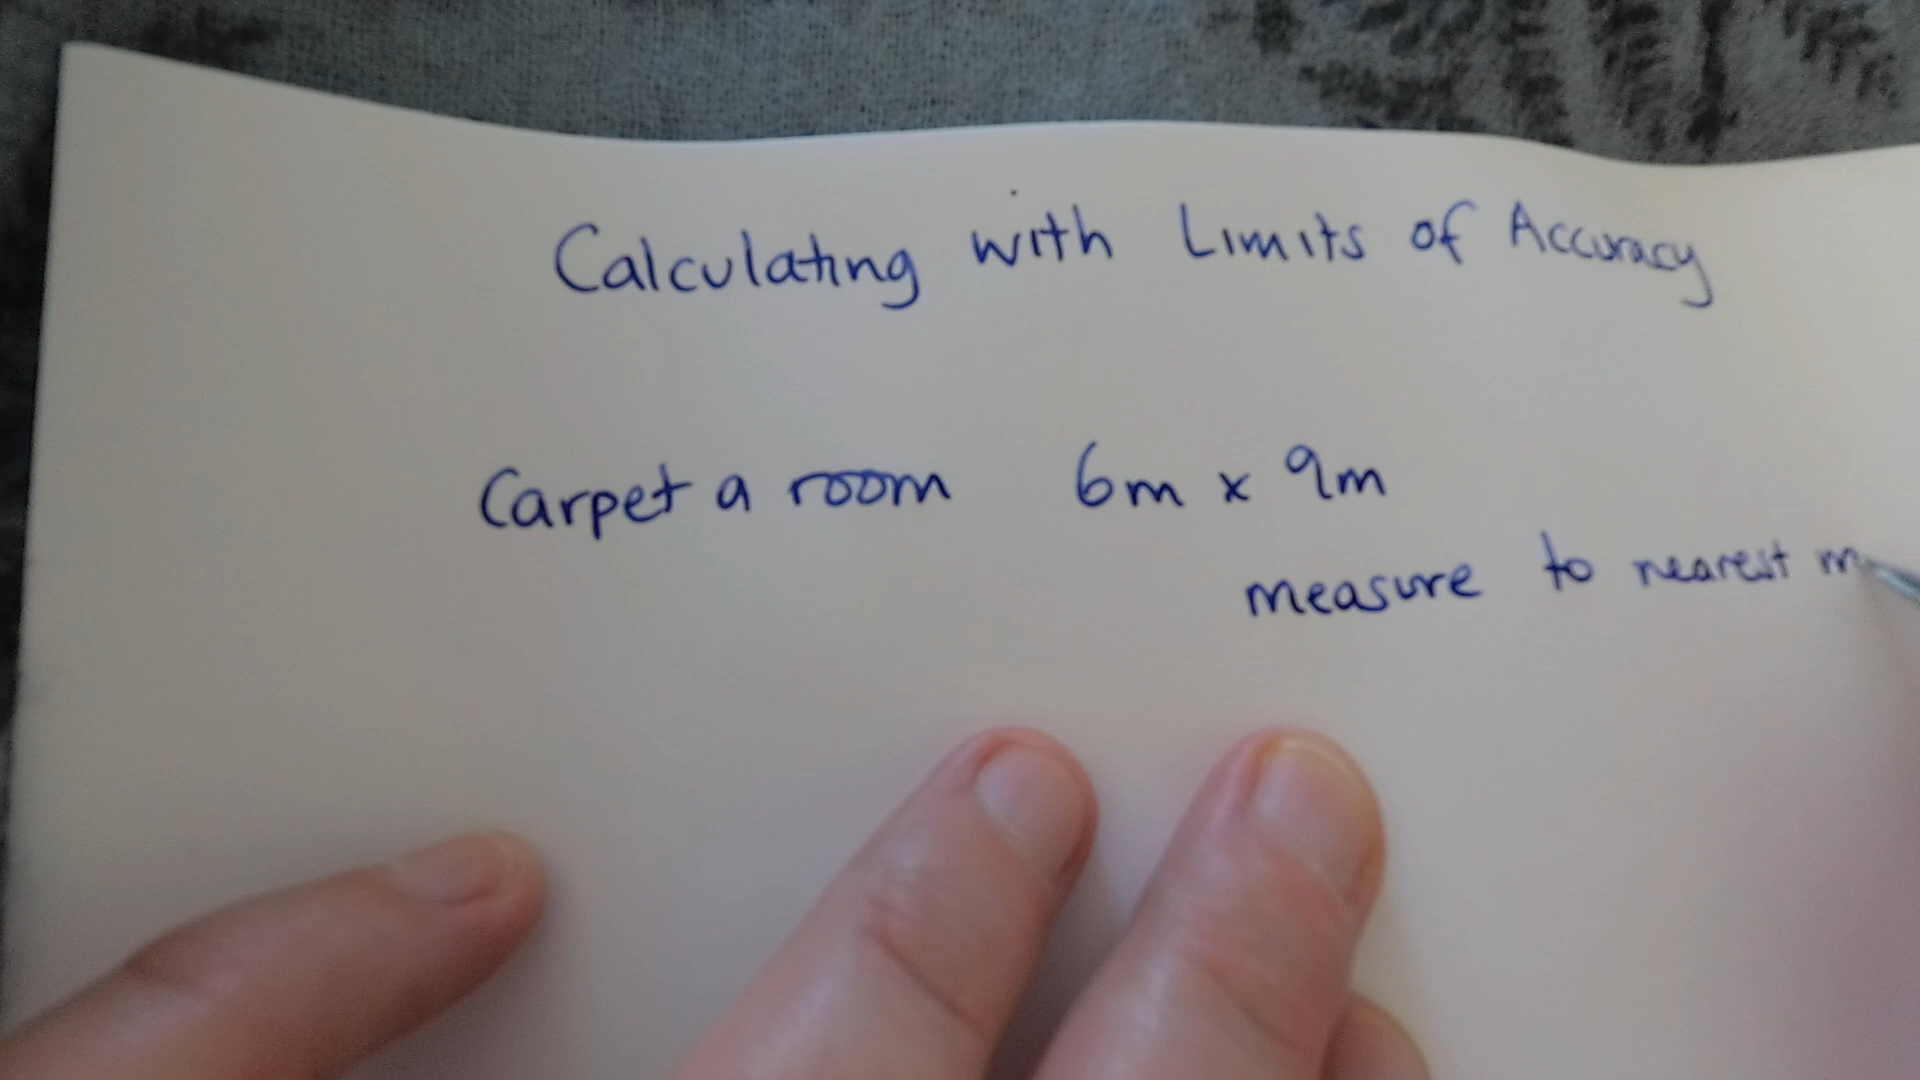 Calculating with Limits of Accuracy
Carpet a room 6m x 9m
measure to nearest m